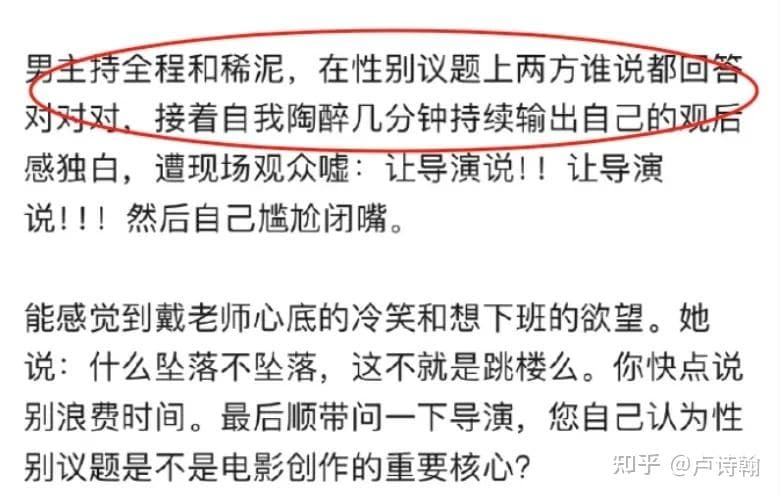 男主持全程和稀泥，在性别议题上两方谁说都回答
对对对，接着自我陶醉几分钟持续输出自己的观后
感独白，遭现场观众嘘：让导演说！！让导演
说！！！然后自己尴尬闭嘴。
能感觉到戴老师心底的冷笑和想下班的欲望。她
说：什么坠落不坠落，这不就是跳楼么。你快点说
别浪费时间。最后顺带问一下导演，您自己认为性
别议题是不是电影创作的重要核心？
知乎 @卢诗翰